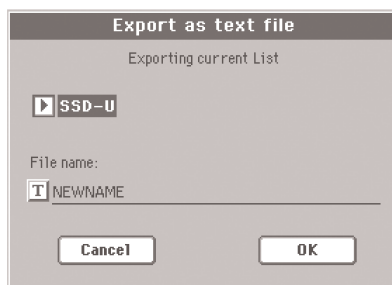 Export as text file
Exporting current List
SSD-U
File name:
T NEWNAME
Cancel OK